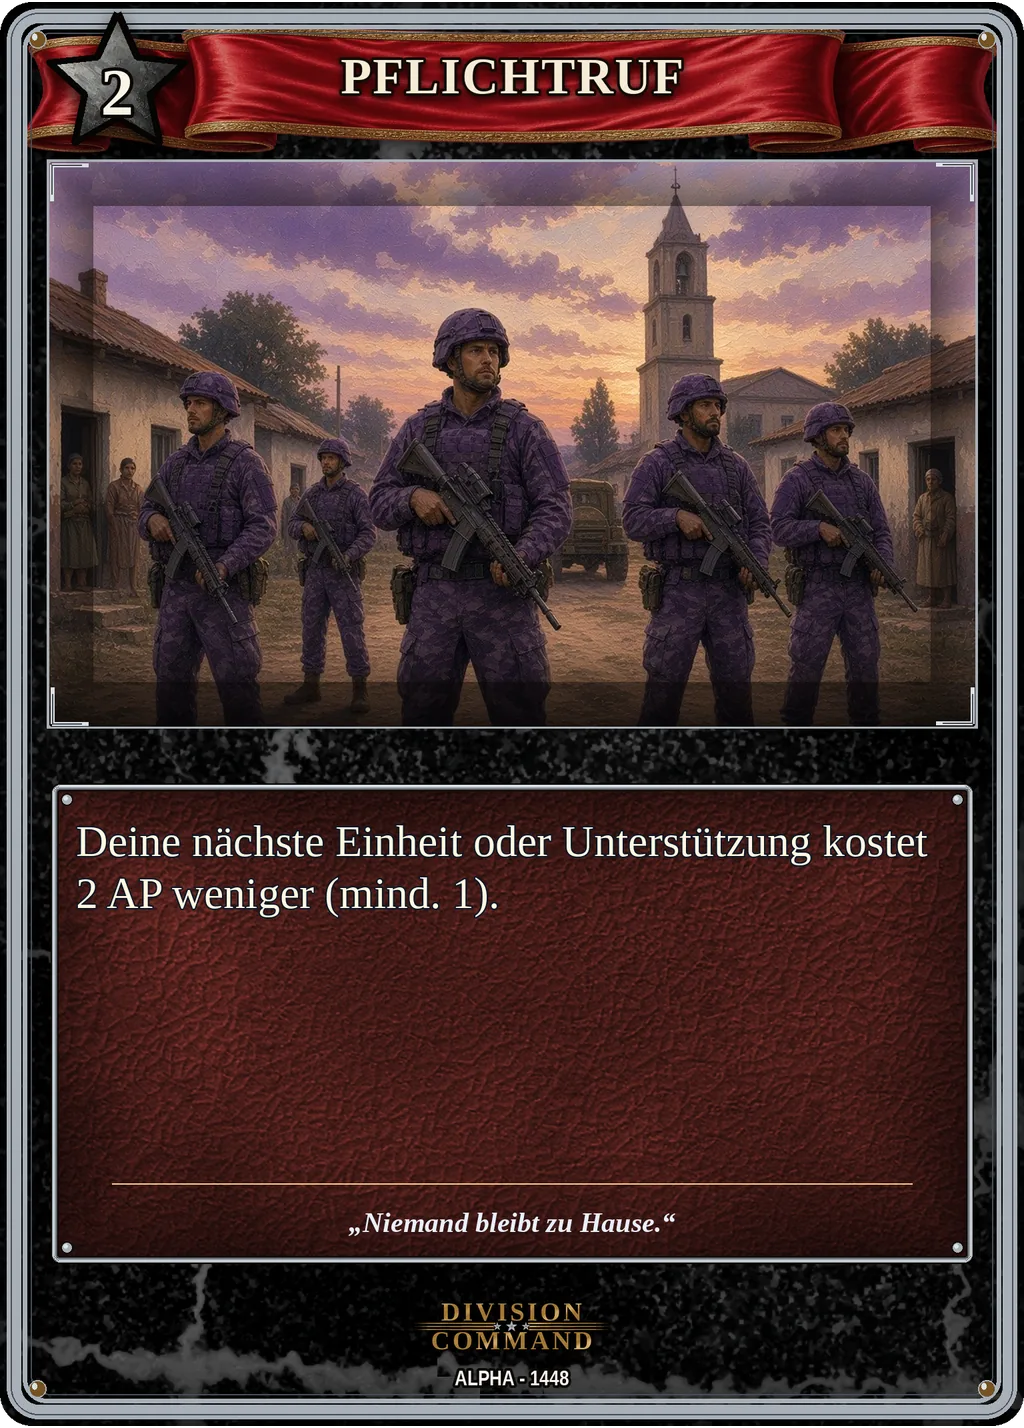 2
PFLICHTRUF
Deine nächste Einheit oder Unterstützung kostet
2 AP weniger (mind. 1).
„Niemand bleibt zu Hause.“
DIVISION
COMMAND
ALPHA - 1448